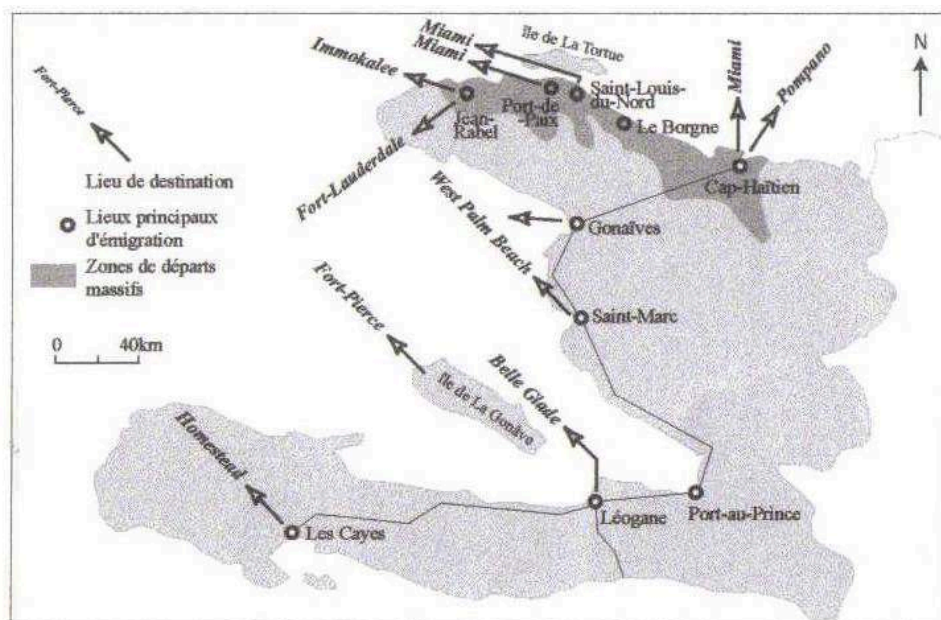 Miami
Miami
Immokalee
île de La Tortue
N
Miami
Pompano
Fort-Pierce
Saint-Louis-
du-Nord
Port-de
-Paix
Jean-
Rabel
Le Borgne
Fort-Lauderdale
Cap-Haïtien
Lieu de destination
Lieux principaux
d'émigration
Zones de départs
massifs
0 40km
West Palm Beach
Gonaïves
Saint-Marc
Fort-Pierce
Ile de La Gonâve
Belle Glade
Homestead
Les Cayes
Léogane
Port-au-Prince